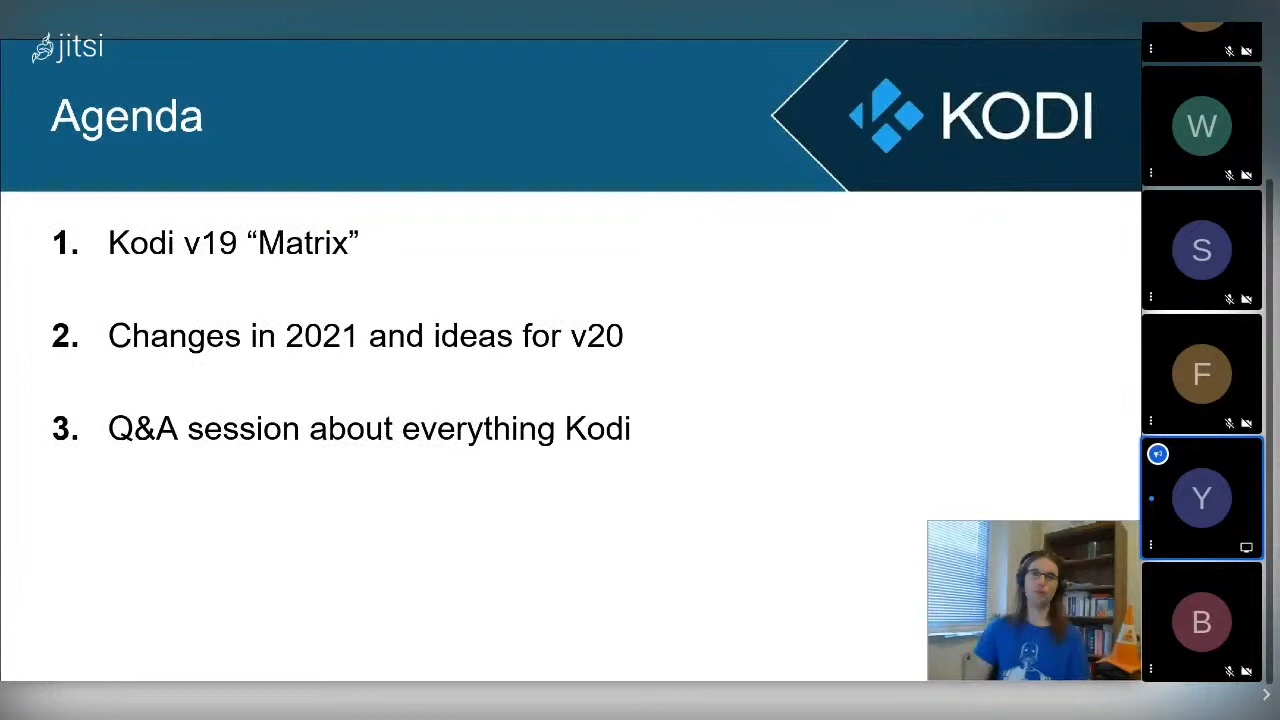 jitsi
Agenda
KODI
1. Kodi v19 “Matrix”
2. Changes in 2021 and ideas for v20
3. Q&A session about everything Kodi
W
S
F
Y
B